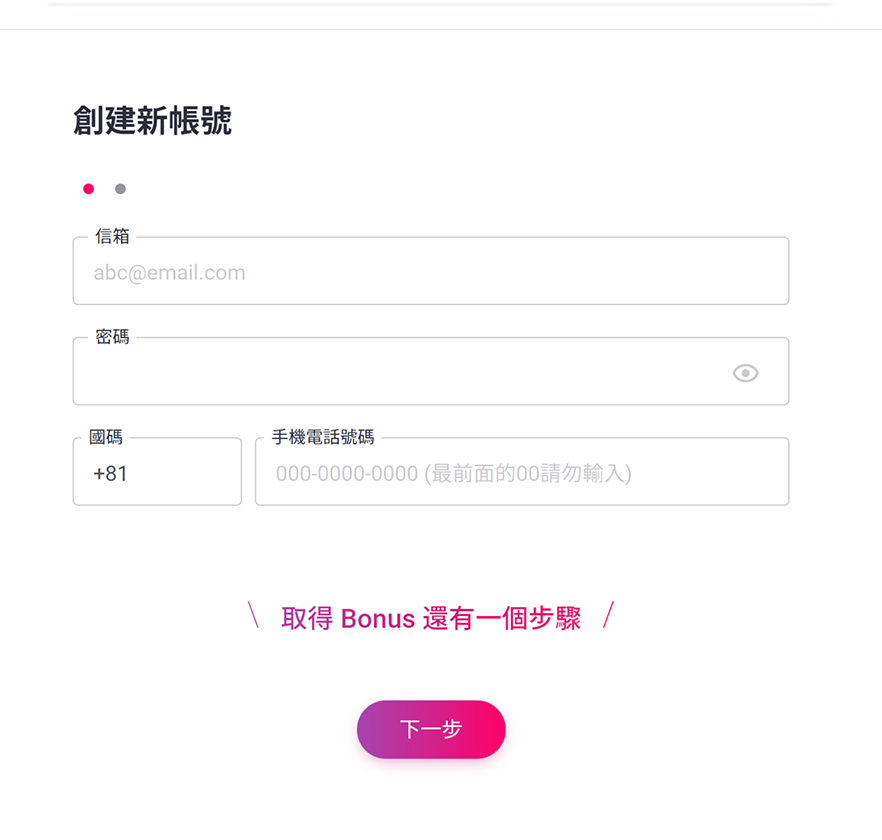 創建新帳號
信箱
abc@email.com
密碼
國碼
+81
手機電話號碼
000-0000-0000 (最前面的00請勿輸入)
\ 取得 Bonus 還有一個步驟 /
下一步